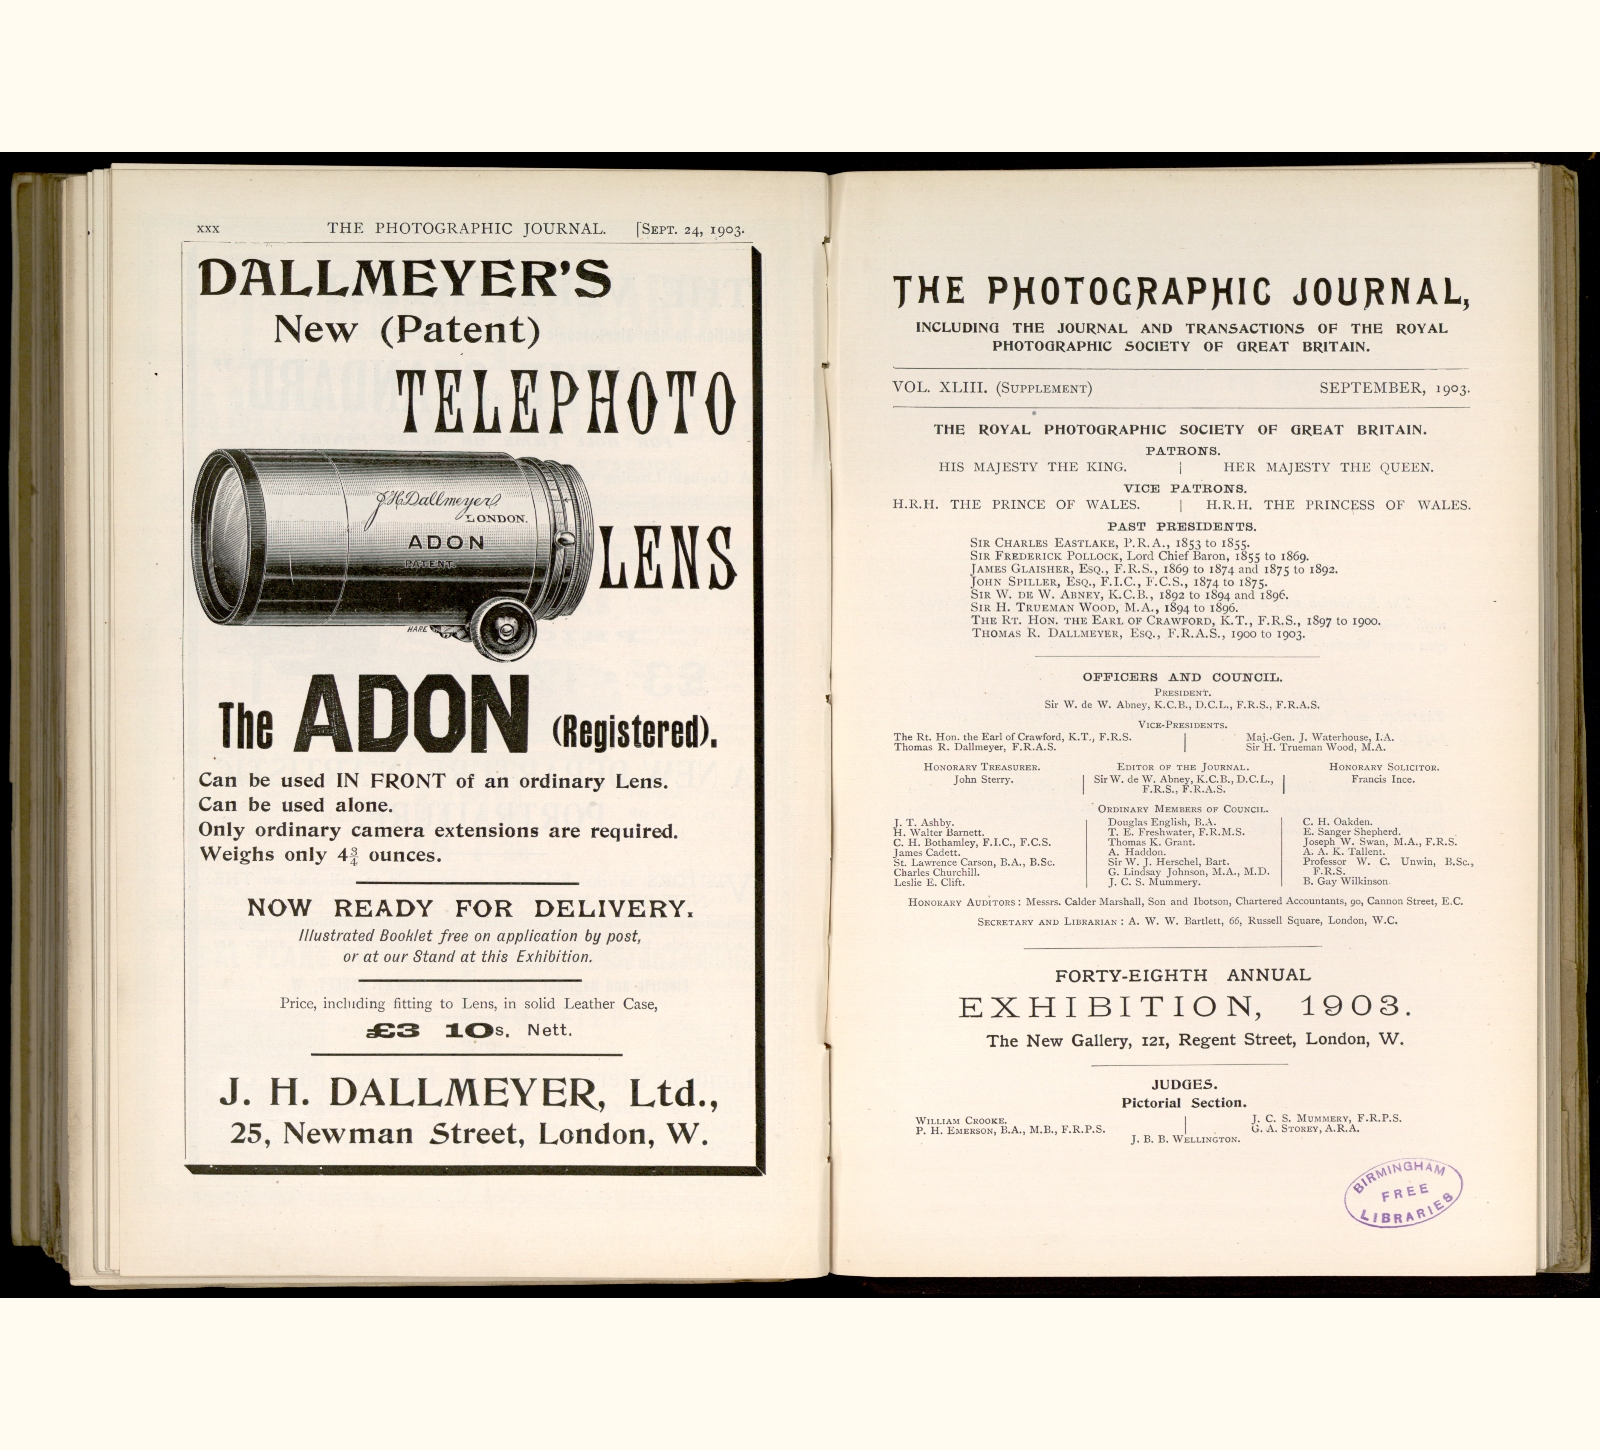 xxx THE PHOTOGRAPHIC JOURNAL. [SEPT. 24, 1903.
DALLMEYER'S
New (Patent)
TELEPHOTO
J H Dallmeyer
LONDON.
ADON
PATENT.
LENS
HARE
The ADON (Registered).
Can be used IN FRONT of an ordinary Lens.
Can be used alone.
Only ordinary camera extensions are required.
Weighs only 4¾ ounces.
NOW READY FOR DELIVERY.
Illustrated Booklet free on application by post,
or at our Stand at this Exhibition.
Price, including fitting to Lens, in solid Leather Case,
£3 10s. Nett.
J. H. DALLMEYER, Ltd.,
25, Newman Street, London, W.
THE PHOTOGRAPHIC JOURNAL,
INCLUDING THE JOURNAL AND TRANSACTIONS OF THE ROYAL
PHOTOGRAPHIC SOCIETY OF GREAT BRITAIN.
VOL. XLIII. (SUPPLEMENT) SEPTEMBER, 1903.
THE ROYAL PHOTOGRAPHIC SOCIETY OF GREAT BRITAIN.
PATRONS.
HIS MAJESTY THE KING. | HER MAJESTY THE QUEEN.
VICE PATRONS.
H.R.H. THE PRINCE OF WALES. | H.R.H. THE PRINCESS OF WALES.
PAST PRESIDENTS.
SIR CHARLES EASTLAKE, P.R.A., 1853 to 1855.
SIR FREDERICK POLLOCK, Lord Chief Baron, 1855 to 1869.
JAMES GLAISHER, ESQ., F.R.S., 1869 to 1874 and 1875 to 1892.
JOHN SPILLER, ESQ., F.I.C., F.C.S., 1874 to 1875.
SIR W. DE W. ABNEY, K.C.B., 1892 to 1894 and 1896.
SIR H. TRUEMAN WOOD, M.A., 1894 to 1896.
THE RT. HON. THE EARL OF CRAWFORD, K.T., F.R.S., 1897 to 1900.
THOMAS R. DALLMEYER, ESQ., F.R.A.S., 1900 to 1903.
OFFICERS AND COUNCIL.
PRESIDENT.
Sir W. de W. Abney, K.C.B., D.C.L., F.R.S., F.R.A.S.
VICE-PRESIDENTS.
The Rt. Hon. the Earl of Crawford, K.T., F.R.S.
Thomas R. Dallmeyer, F.R.A.S.
Maj.-Gen. J. Waterhouse, I.A.
Sir H. Trueman Wood, M.A.
HONORARY TREASURER.
John Sterry.
EDITOR OF THE JOURNAL.
Sir W. de W. Abney, K.C.B., D.C.L.,
F.R.S., F.R.A.S.
HONORARY SOLICITOR.
Francis Ince.
ORDINARY MEMBERS OF COUNCIL.
J. T. Ashby.
H. Walter Barnett.
C. H. Bothamley, F.I.C., F.C.S.
James Cadett.
St. Lawrence Carson, B.A., B.Sc.
Charles Churchill.
Leslie E. Clift.
Douglas English, B.A.
T. E. Freshwater, F.R.M.S.
Thomas K. Grant.
A. Haddon.
Sir W. J. Herschel, Bart.
G. Lindsay Johnson, M.A., M.D.
J. C. S. Mummery.
C. H. Oakden.
E. Sanger Shepherd.
Joseph W. Swan, M.A., F.R.S.
A. A. K. Tallent.
Professor W. C. Unwin, B.Sc.,
F.R.S.
B. Gay Wilkinson.
HONORARY AUDITORS: Messrs. Calder Marshall, Son and Ibotson, Chartered Accountants, 90, Cannon Street, E.C.
SECRETARY AND LIBRARIAN: A. W. W. Bartlett, 66, Russell Square, London, W.C.
FORTY-EIGHTH ANNUAL
EXHIBITION, 1903.
The New Gallery, 121, Regent Street, London, W.
JUDGES.
Pictorial Section.
WILLIAM CROOKE.
P. H. EMERSON, B.A., M.B., F.R.P.S.
J. C. S. MUMMERY, F.R.P.S.
G. A. STOREY, A.R.A.
J. B. B. WELLINGTON.
BIRMINGHAM
FREE
LIBRARIES